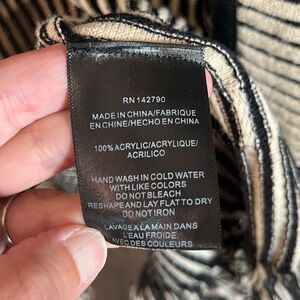 RN 142790
MADE IN CHINA/FABRIQUE
EN CHINE/HECHO EN CHINA
100% ACRYLIC/ACRYLIQUE/
ACRILICO
HAND WASH IN COLD WATER
WITH LIKE COLORS
DO NOT BLEACH
RESHAPE AND LAY FLAT TO DRY
DO NOT IRON
LAVAGE A LA MAIN DANS
L'EAU FROIDE.
AVEC DES COULEURS